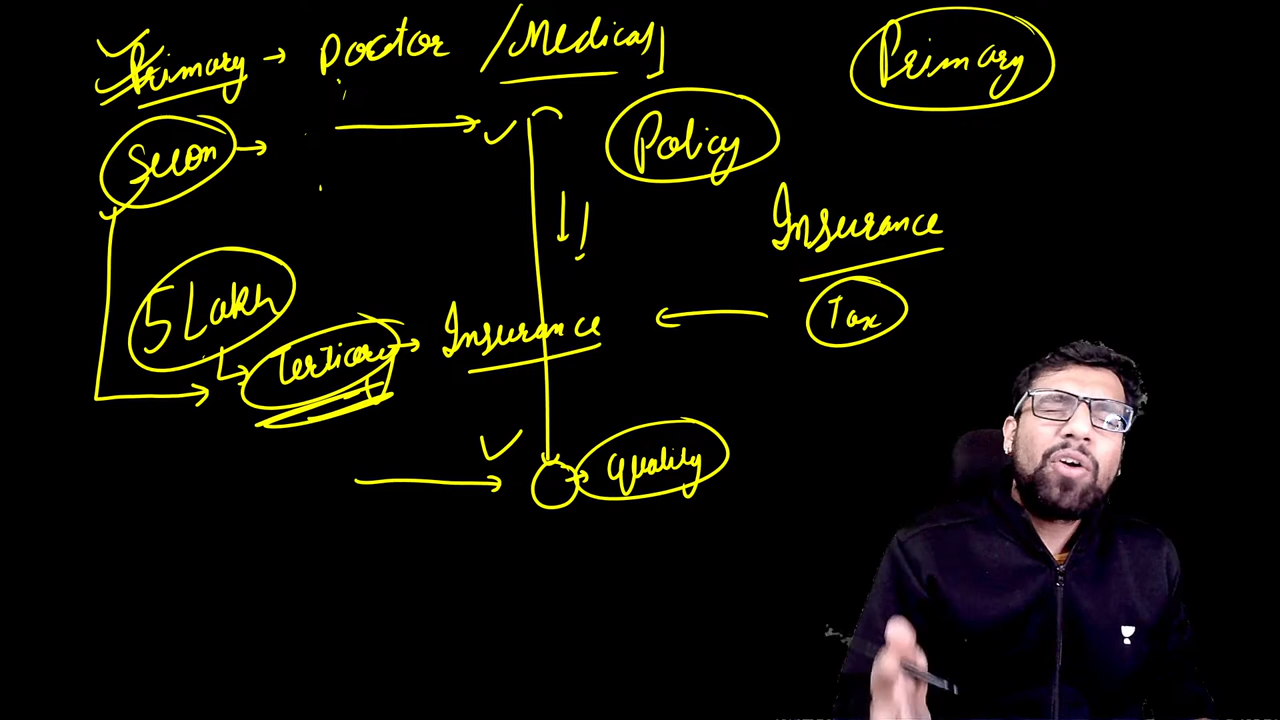 Primary → Doctor /Medical
Primary
Secon →
Policy
Insurance
5 Lakh
Tax
Tertiary → Insurance
Quality